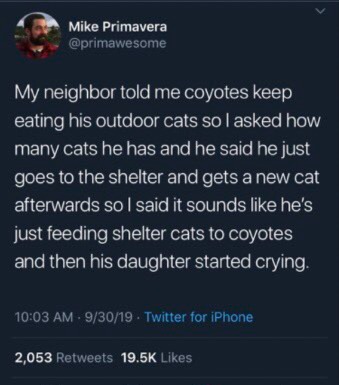 Mike Primavera
@primawesome
My neighbor told me coyotes keep
eating his outdoor cats so I asked how
many cats he has and he said he just
goes to the shelter and gets a new cat
afterwards so I said it sounds like he's
just feeding shelter cats to coyotes
and then his daughter started crying.
10:03 AM · 9/30/19 · Twitter for iPhone
2,053 Retweets 19.5K Likes